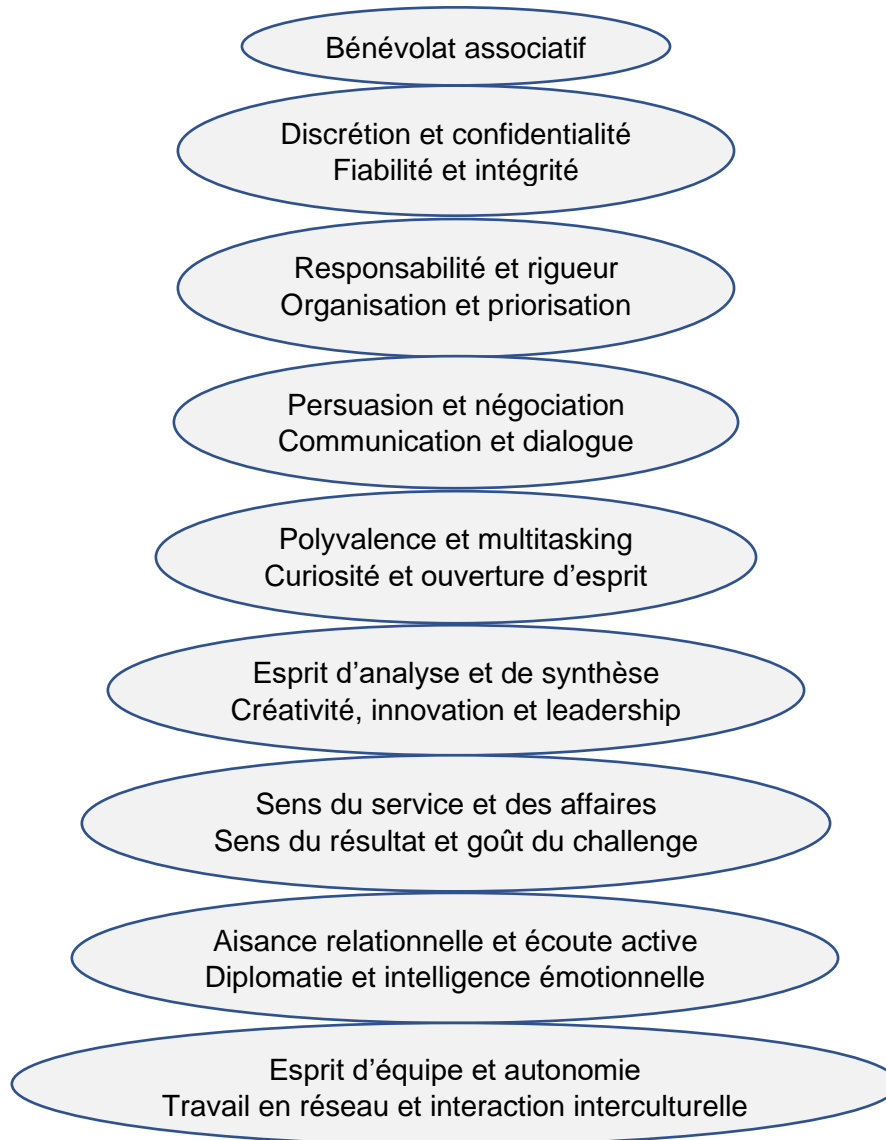 Bénévolat associatif
Discrétion et confidentialité
Fiabilité et intégrité
Responsabilité et rigueur
Organisation et priorisation
Persuasion et négociation
Communication et dialogue
Polyvalence et multitasking
Curiosité et ouverture d’esprit
Esprit d’analyse et de synthèse
Créativité, innovation et leadership
Sens du service et des affaires
Sens du résultat et goût du challenge
Aisance relationnelle et écoute active
Diplomatie et intelligence émotionnelle
Esprit d’équipe et autonomie
Travail en réseau et interaction interculturelle